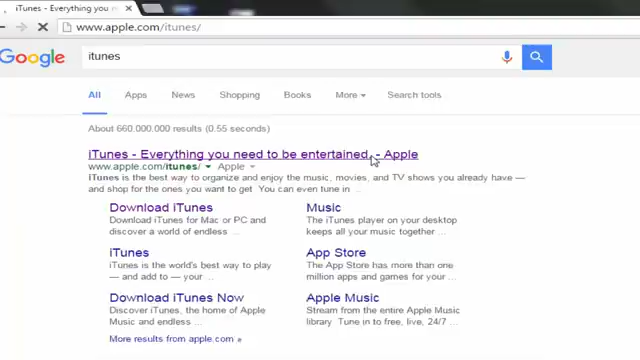 iTunes - Everything you n
www.apple.com/itunes/
Google
itunes
All Apps News Shopping Books More Search tools
About 660.000.000 results (0.55 seconds)
iTunes - Everything you need to be entertained. - Apple
www.apple.com/itunes/ Apple
iTunes is the best way to organize and enjoy the music, movies, and TV shows you already have —
and shop for the ones you want to get You can even tune in ...
Download iTunes
Download iTunes for Mac or PC and
discover a world of endless ...
Music
The iTunes player on your desktop
keeps all your music together ...
iTunes
iTunes is the world's best way to play
— and add to — your ...
App Store
The App Store has more than one
million apps and games for your ...
Download iTunes Now
Discover iTunes, the home of Apple
Music and endless ...
Apple Music
Stream from the entire Apple Music
library Tune in to free, live, 24/7 ...
More results from apple.com »